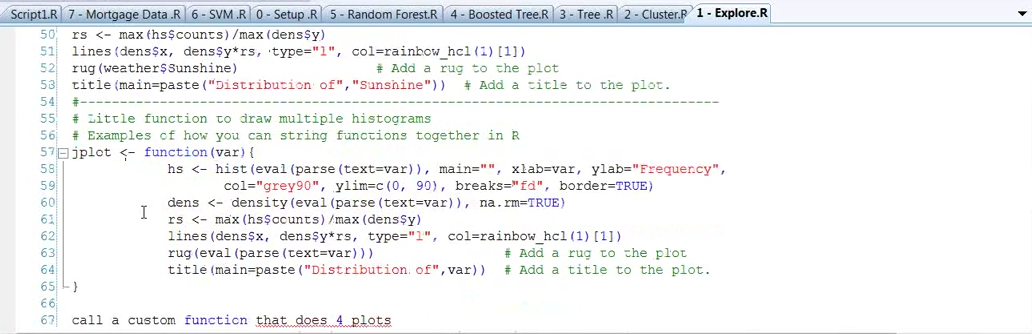 Script1.R 7 - Mortgage Data .R 6 - SVM .R 0 - Setup .R 5 - Random Forest.R 4 - Boosted Tree.R 3 - Tree .R 2 - Cluster.R 1 - Explore.R
50 rs <- max(hs$counts)/max(dens$y)
51 lines(dens$x, dens$y*rs, type="l", col=rainbow_hcl(1)[1])
52 rug(weather$Sunshine) # Add a rug to the plot
53 title(main=paste("Distribution of","Sunshine")) # Add a title to the plot.
54 #--------------------------------------------------------------------------------
55 # Little function to draw multiple histograms
56 # Examples of how you can string functions together in R
57 jplot <- function(var){
58 hs <- hist(eval(parse(text=var)), main="", xlab=var, ylab="Frequency",
59 col="grey90", ylim=c(0, 90), breaks="fd", border=TRUE)
60 dens <- density(eval(parse(text=var)), na.rm=TRUE)
61 rs <- max(hs$counts)/max(dens$y)
62 lines(dens$x, dens$y*rs, type="l", col=rainbow_hcl(1)[1])
63 rug(eval(parse(text=var))) # Add a rug to the plot
64 title(main=paste("Distribution of",var)) # Add a title to the plot.
65 }
66
67 call a custom function that does 4 plots